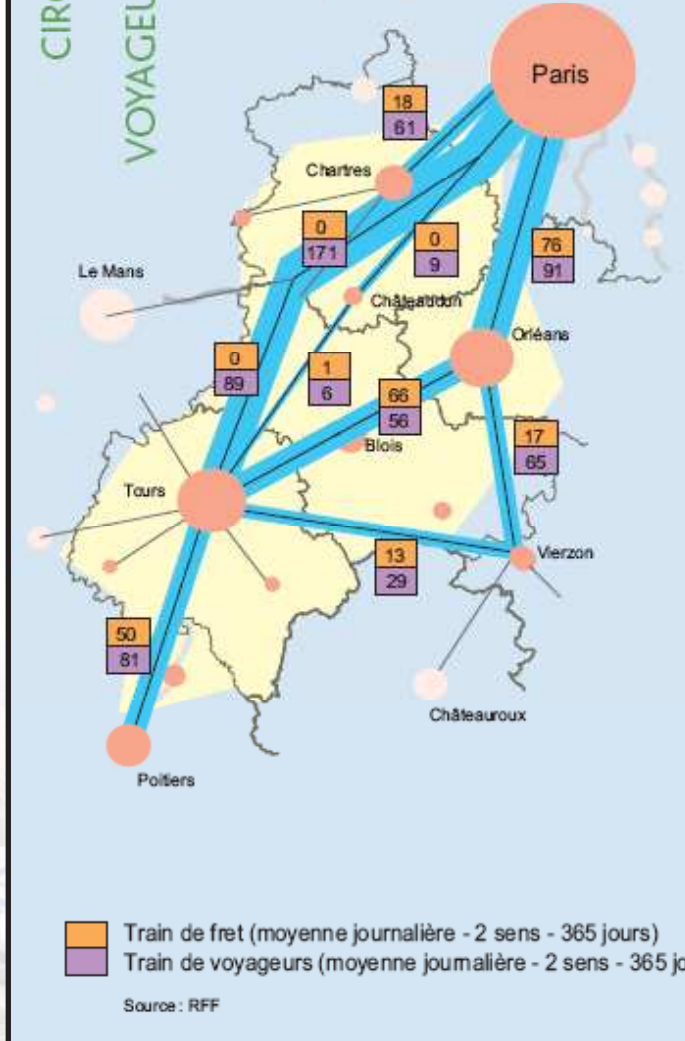 CIRC
VOYAGEU
Paris
18
61
Chartres
0
171
0
9
76
91
Le Mans
Châteaudun
Orléans
0
89
1
6
66
56
Blois
17
65
Tours
Vierzon
13
29
50
81
Châteauroux
Poitiers
Train de fret (moyenne journalière - 2 sens - 365 jours)
Train de voyageurs (moyenne journalière - 2 sens - 365 jo
Source : RFF